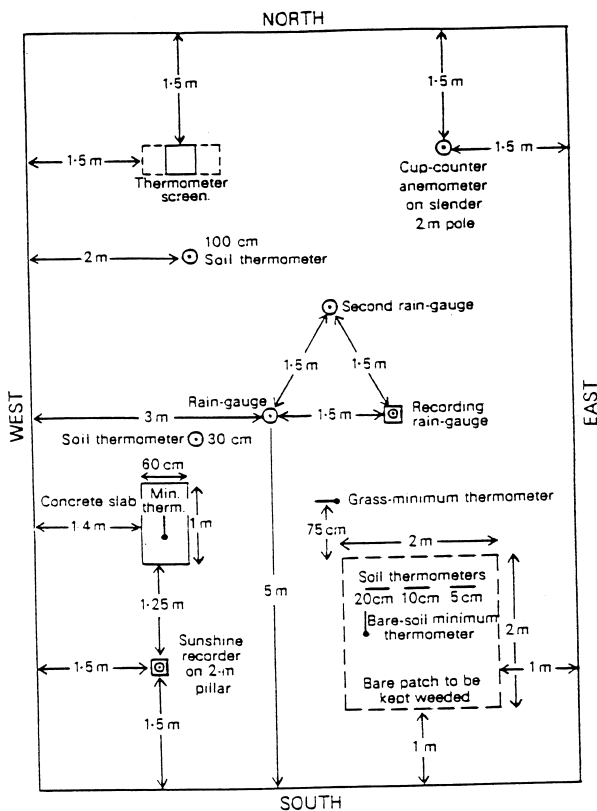 NORTH
1·5 m
1·5 m
1·5 m
1·5 m
Thermometer
screen.
Cup-counter
anemometer
on slender
2 m pole
100 cm
2 m
Soil thermometer
Second rain-gauge
1·5 m
1·5 m
WEST
EAST
Rain-gauge
3 m
1·5 m
Recording
rain-gauge
Soil thermometer
30 cm
60 cm
Concrete slab
Min.
therm.
1 m
1·4 m
Grass-minimum thermometer
75 cm
2 m
Soil thermometers
20cm 10cm 5cm
Bare-soil minimum
thermometer
2 m
5 m
1·25 m
Sunshine
recorder
on 2-m
pillar
1·5 m
1 m
Bare patch to be
kept weeded
1·5 m
1 m
SOUTH